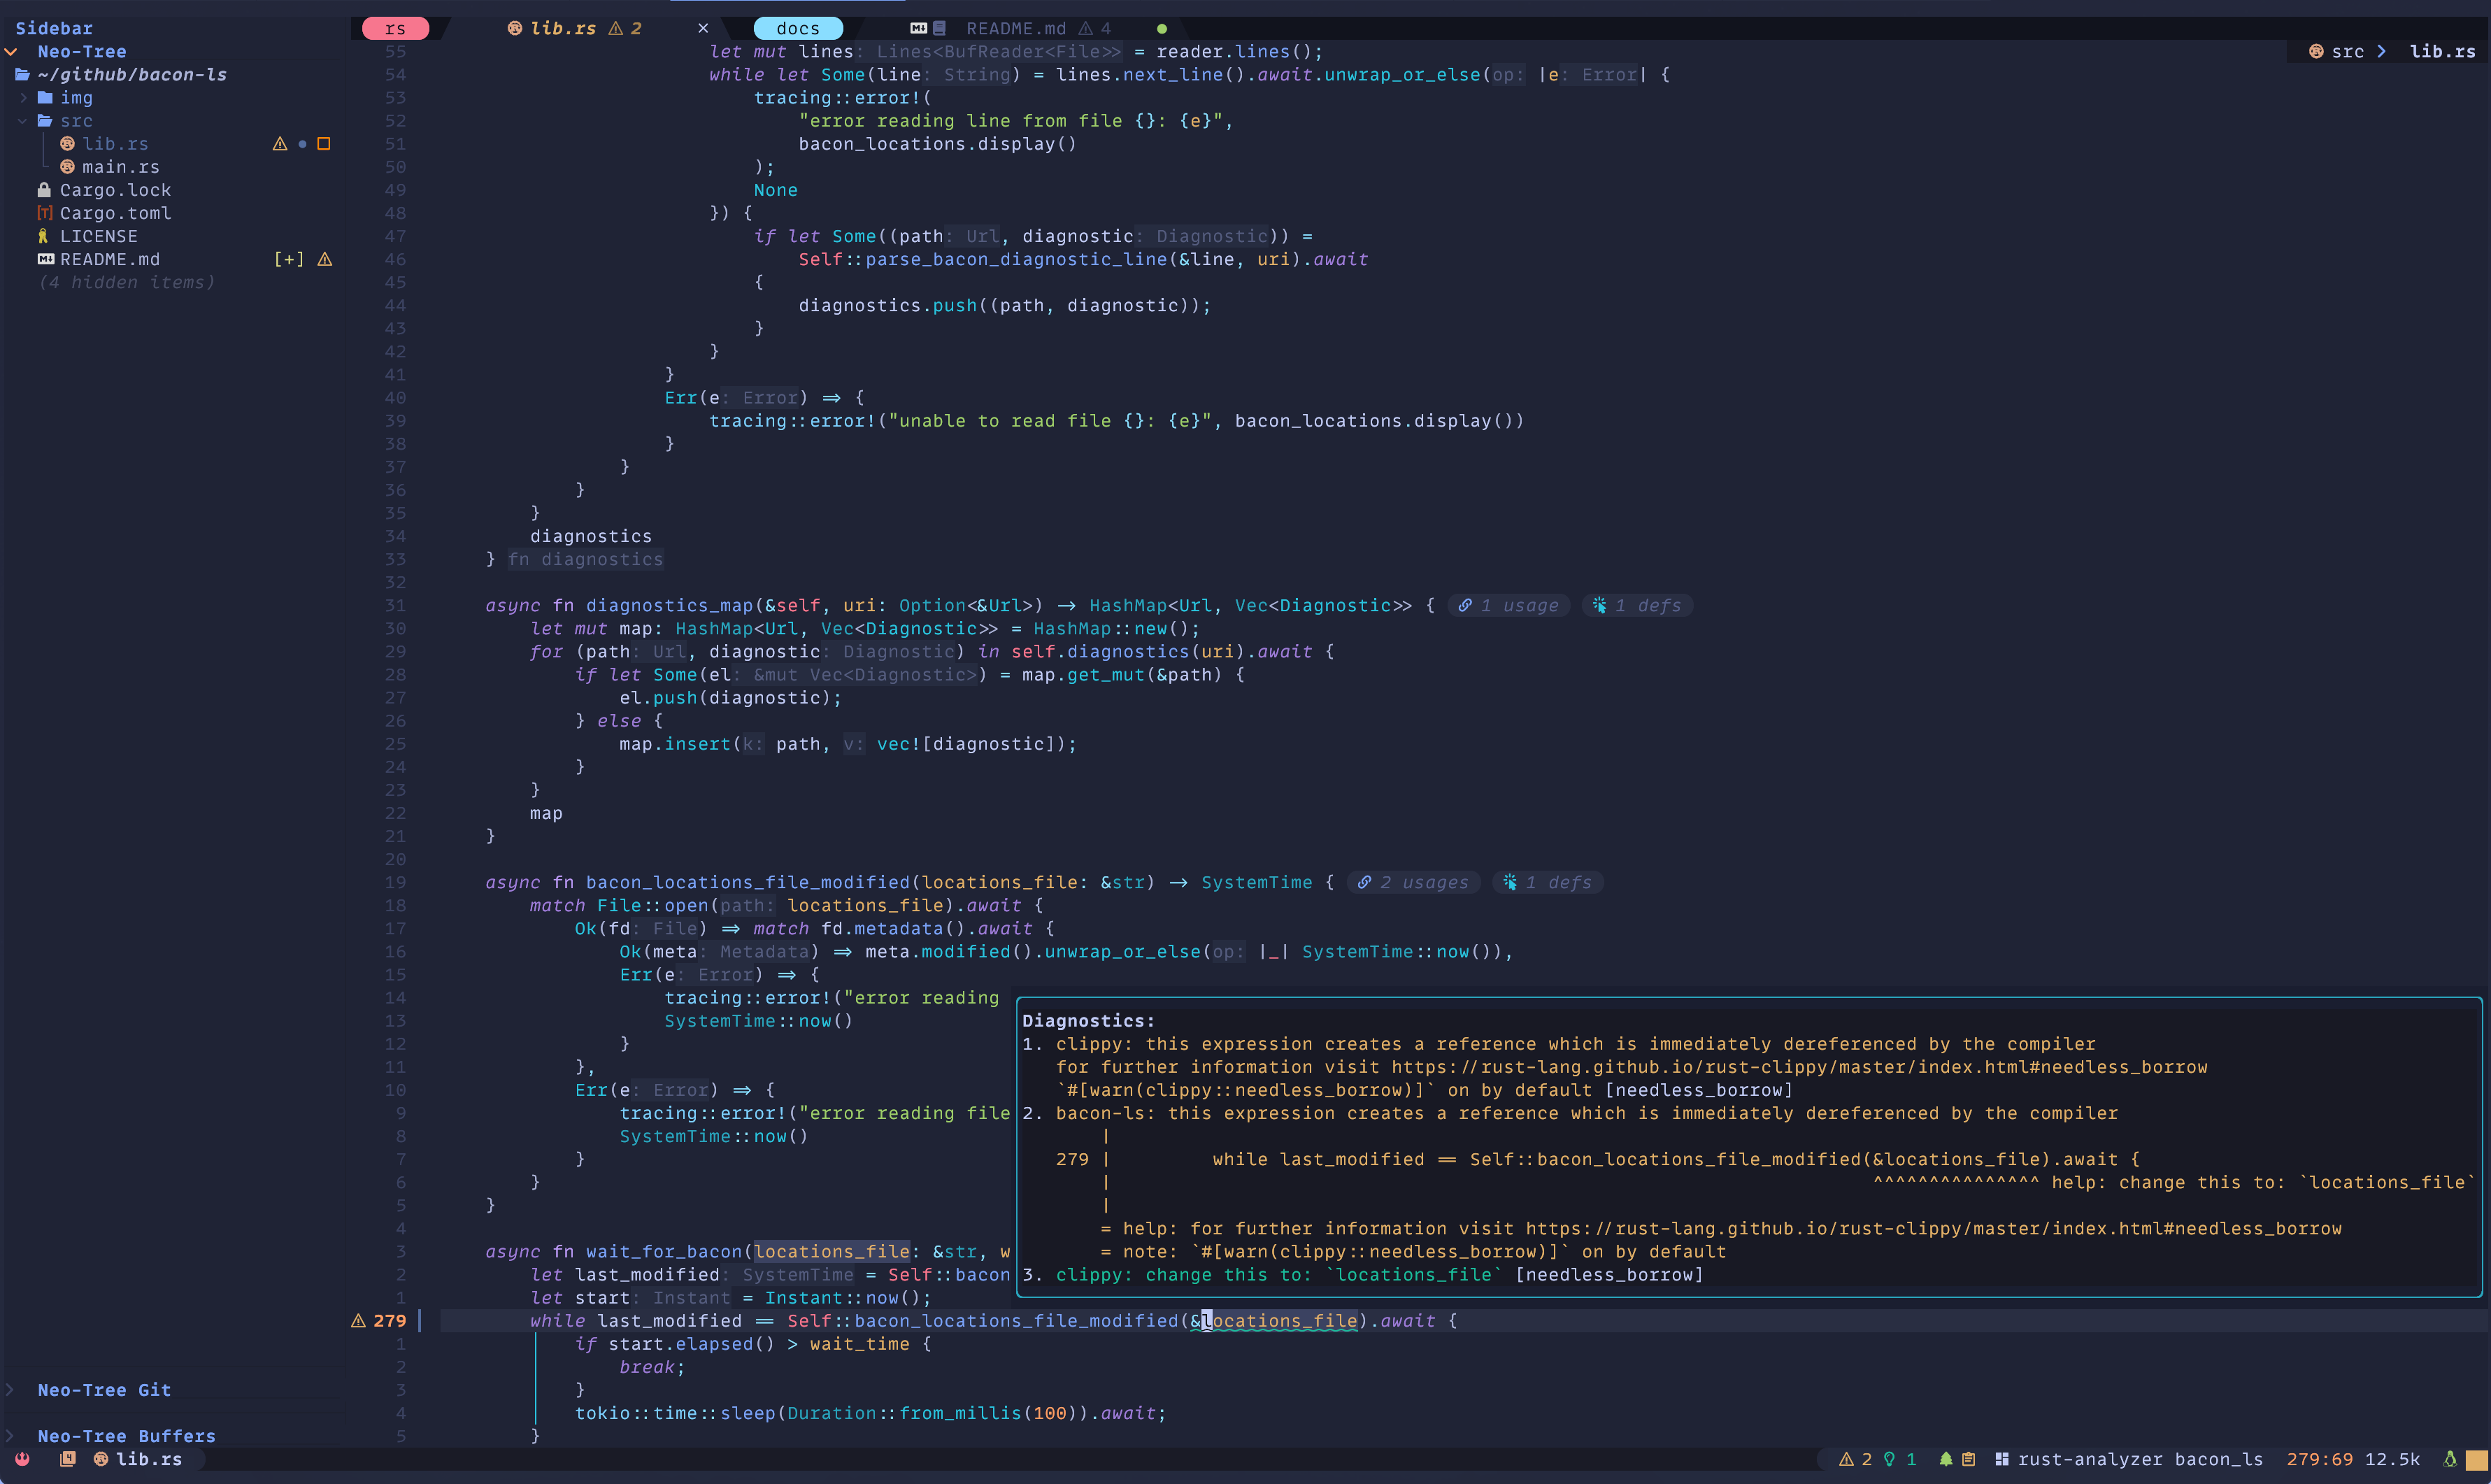 Sidebar
Neo-Tree
~/github/bacon-ls
img
src
lib.rs
main.rs
Cargo.lock
[T] Cargo.toml
LICENSE
README.md [+]
(4 hidden items)
Neo-Tree Git
Neo-Tree Buffers
rs lib.rs 2 × docs README.md 4
src > lib.rs
55 let mut lines: Lines<BufReader<File>> = reader.lines();
54 while let Some(line: String) = lines.next_line().await.unwrap_or_else(op: |e: Error| {
53 tracing::error!(
52 "error reading line from file {}: {e}",
51 bacon_locations.display()
50 );
49 None
48 }) {
47 if let Some((path: Url, diagnostic: Diagnostic)) =
46 Self::parse_bacon_diagnostic_line(&line, uri).await
45 {
44 diagnostics.push((path, diagnostic));
43 }
42 }
41 }
40 Err(e: Error) => {
39 tracing::error!("unable to read file {}: {e}", bacon_locations.display())
38 }
37 }
36 }
35 }
34 diagnostics
33 } fn diagnostics
32
31 async fn diagnostics_map(&self, uri: Option<&Url>) -> HashMap<Url, Vec<Diagnostic>> { 1 usage 1 defs
30 let mut map: HashMap<Url, Vec<Diagnostic>> = HashMap::new();
29 for (path: Url, diagnostic: Diagnostic) in self.diagnostics(uri).await {
28 if let Some(el: &mut Vec<Diagnostic>) = map.get_mut(&path) {
27 el.push(diagnostic);
26 } else {
25 map.insert(k: path, v: vec![diagnostic]);
24 }
23 }
22 map
21 }
20
19 async fn bacon_locations_file_modified(locations_file: &str) -> SystemTime { 2 usages 1 defs
18 match File::open(path: locations_file).await {
17 Ok(fd: File) => match fd.metadata().await {
16 Ok(meta: Metadata) => meta.modified().unwrap_or_else(op: |_| SystemTime::now()),
15 Err(e: Error) => {
14 tracing::error!("error reading
13 SystemTime::now()
12 }
11 },
10 Err(e: Error) => {
9 tracing::error!("error reading file
8 SystemTime::now()
7 }
6 }
5 }
4
3 async fn wait_for_bacon(locations_file: &str, w
2 let last_modified: SystemTime = Self::bacon
1 let start: Instant = Instant::now();
279 while last_modified == Self::bacon_locations_file_modified(&locations_file).await {
1 if start.elapsed() > wait_time {
2 break;
3 }
4 tokio::time::sleep(Duration::from_millis(100)).await;
5 }
Diagnostics:
1. clippy: this expression creates a reference which is immediately dereferenced by the compiler
for further information visit https://rust-lang.github.io/rust-clippy/master/index.html#needless_borrow
`#[warn(clippy::needless_borrow)]` on by default [needless_borrow]
2. bacon-ls: this expression creates a reference which is immediately dereferenced by the compiler
|
279 | while last_modified == Self::bacon_locations_file_modified(&locations_file).await {
| ^^^^^^^^^^^^^^^ help: change this to: `locations_file`
|
= help: for further information visit https://rust-lang.github.io/rust-clippy/master/index.html#needless_borrow
= note: `#[warn(clippy::needless_borrow)]` on by default
3. clippy: change this to: `locations_file` [needless_borrow]
lib.rs
2 1 rust-analyzer bacon_ls 279:69 12.5k